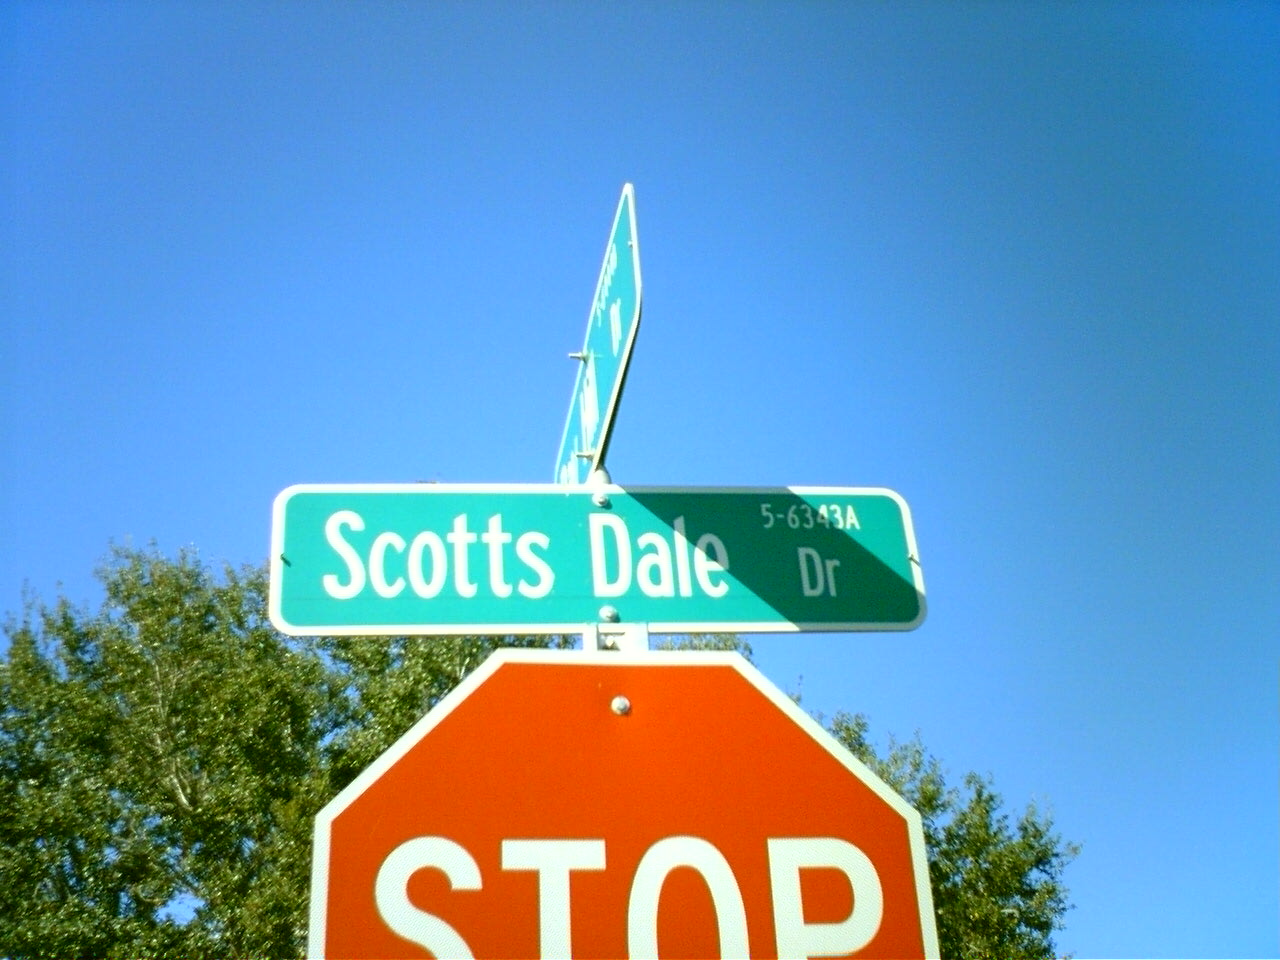 5-6343A
Scotts Dale Dr
STOP